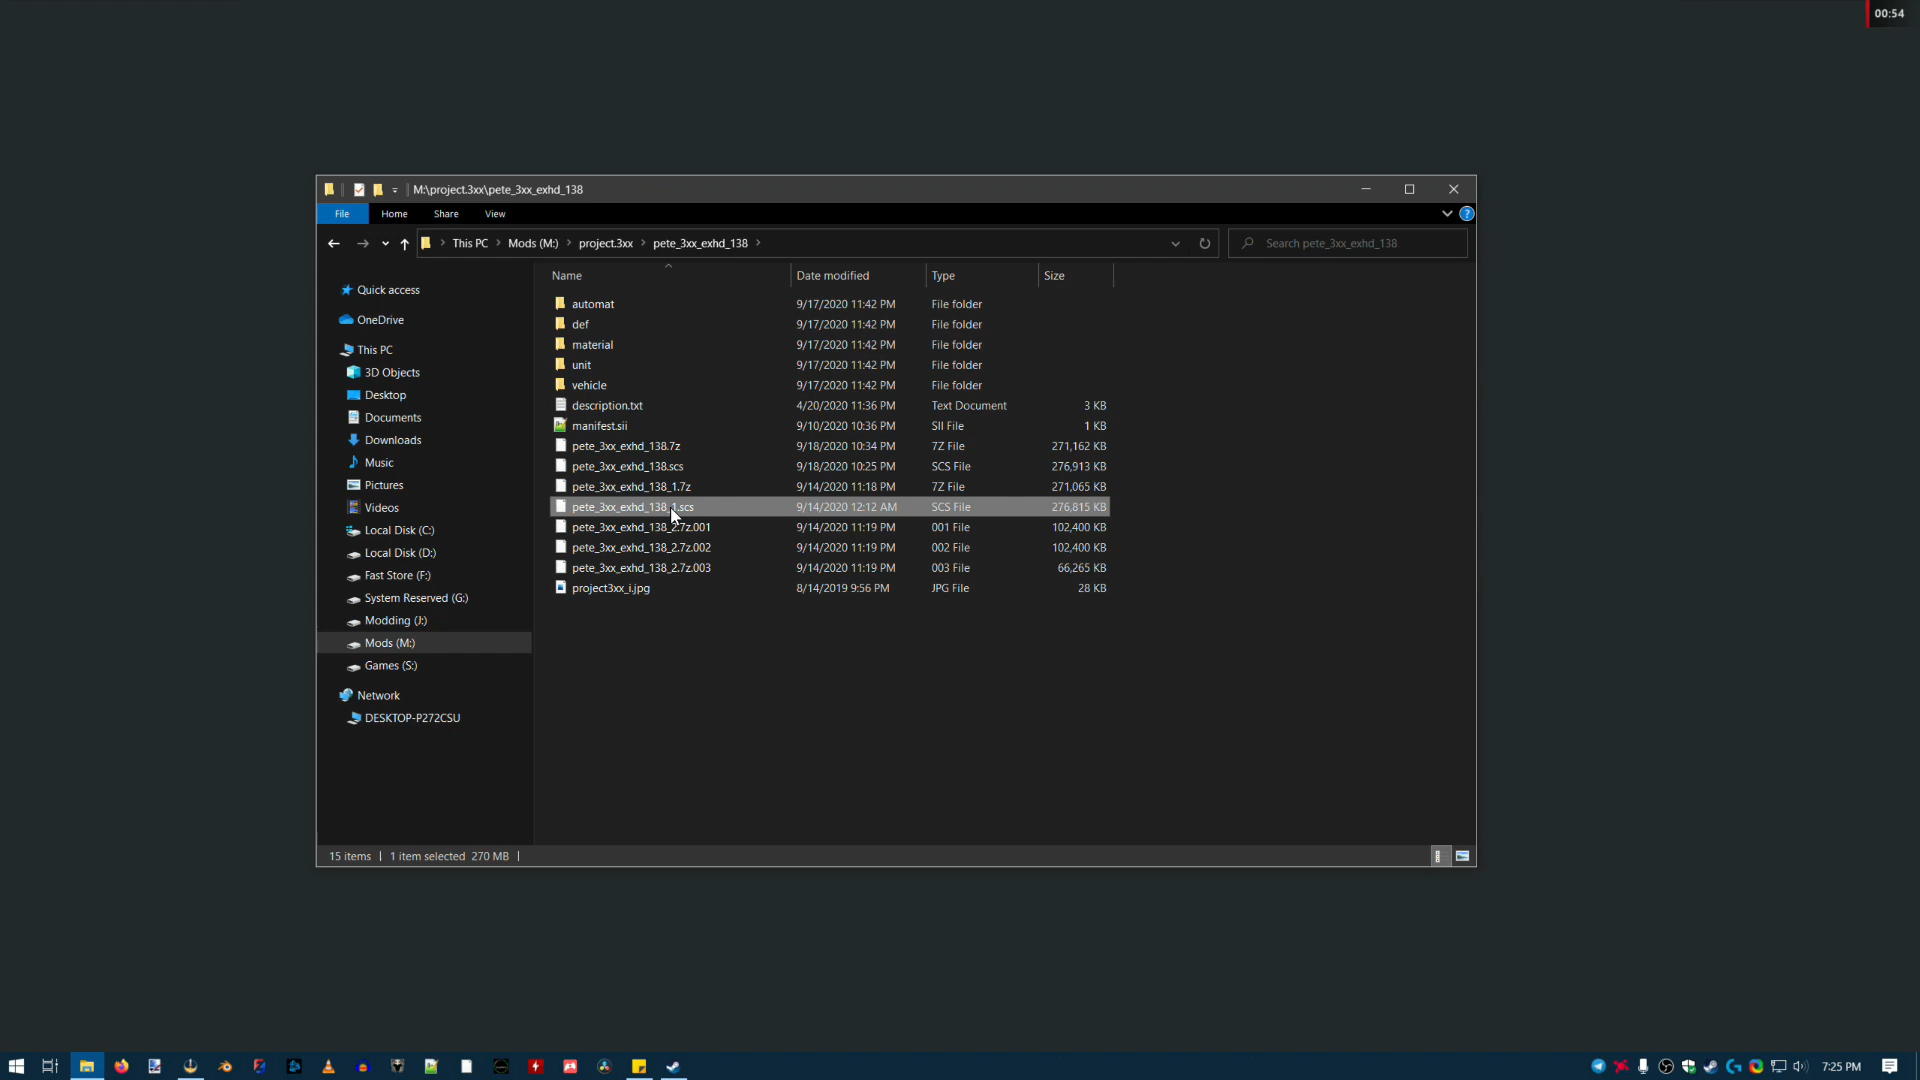 00:54
M:\project.3xx\pete_3xx_exhd_138
File Home Share View
This PC Mods (M:) project.3xx pete_3xx_exhd_138 Search pete_3xx_exhd_138
Name Date modified Type Size
Quick access
OneDrive
This PC
3D Objects
Desktop
Documents
Downloads
Music
Pictures
Videos
Local Disk (C:)
Local Disk (D:)
Fast Store (F:)
System Reserved (G:)
Modding (J:)
Mods (M:)
Games (S:)
Network
DESKTOP-P272CSU
automat 9/17/2020 11:42 PM File folder
def 9/17/2020 11:42 PM File folder
material 9/17/2020 11:42 PM File folder
unit 9/17/2020 11:42 PM File folder
vehicle 9/17/2020 11:42 PM File folder
description.txt 4/20/2020 11:36 PM Text Document 3 KB
manifest.sii 9/10/2020 10:36 PM SII File 1 KB
pete_3xx_exhd_138.7z 9/18/2020 10:34 PM 7Z File 271,162 KB
pete_3xx_exhd_138.scs 9/18/2020 10:25 PM SCS File 276,913 KB
pete_3xx_exhd_138_1.7z 9/14/2020 11:18 PM 7Z File 271,065 KB
pete_3xx_exhd_138_1.scs 9/14/2020 12:12 AM SCS File 276,815 KB
pete_3xx_exhd_138_2.7z.001 9/14/2020 11:19 PM 001 File 102,400 KB
pete_3xx_exhd_138_2.7z.002 9/14/2020 11:19 PM 002 File 102,400 KB
pete_3xx_exhd_138_2.7z.003 9/14/2020 11:19 PM 003 File 66,265 KB
project3xx_i.jpg 8/14/2019 9:56 PM JPG File 28 KB
15 items 1 item selected 270 MB
7:25 PM